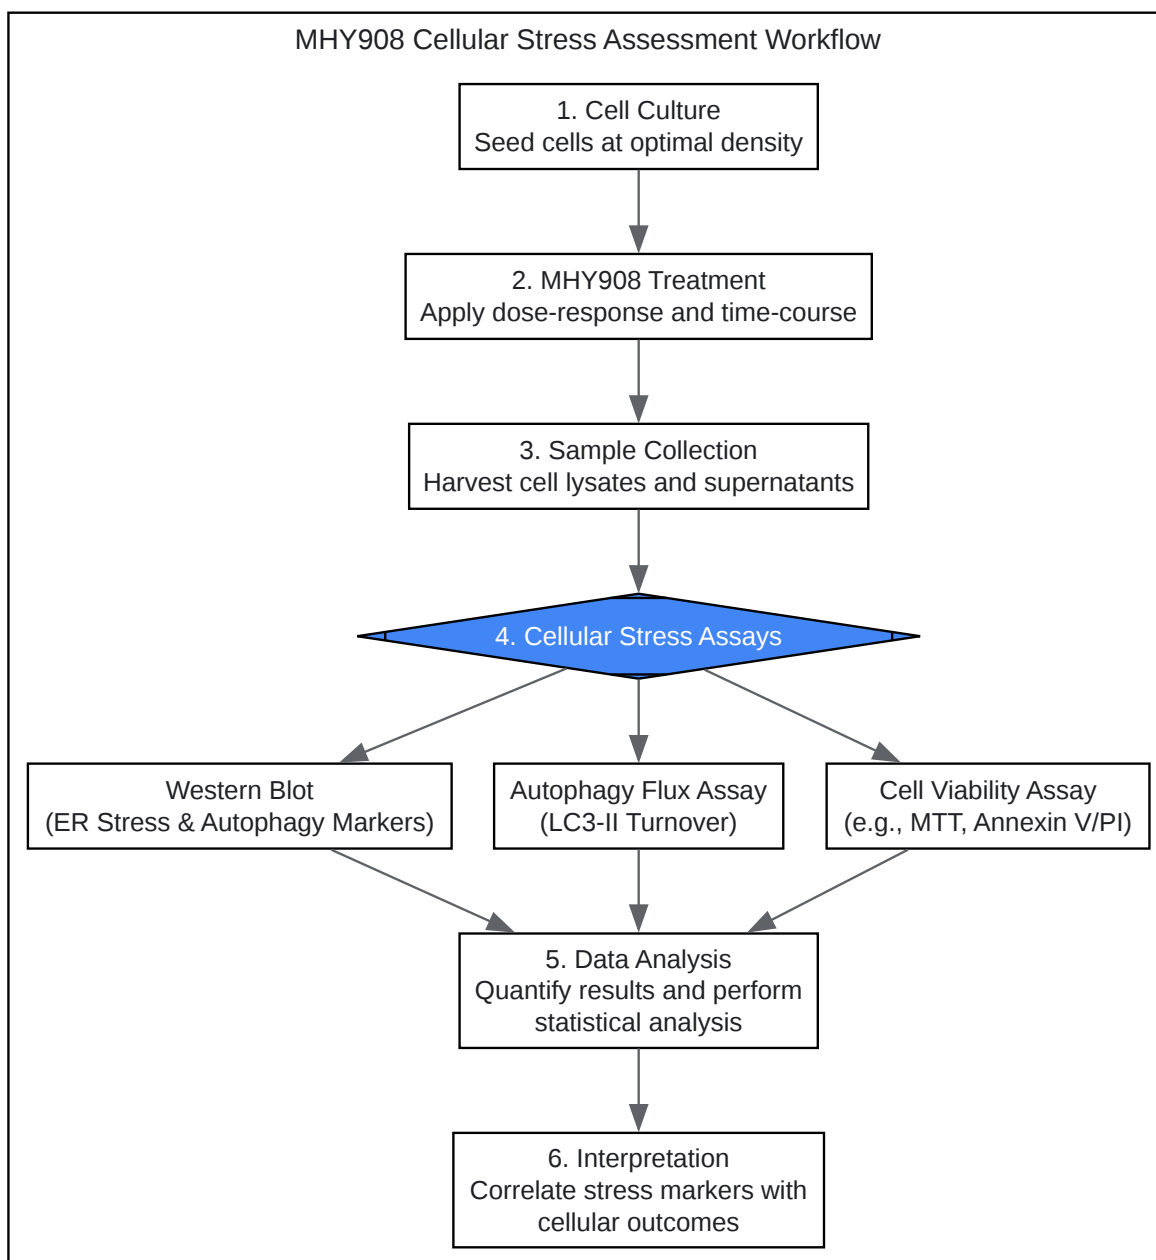 MHY908 Cellular Stress Assessment Workflow
1. Cell Culture
Seed cells at optimal density
2. MHY908 Treatment
Apply dose-response and time-course
3. Sample Collection
Harvest cell lysates and supernatants
4. Cellular Stress Assays
Western Blot
(ER Stress & Autophagy Markers)
Autophagy Flux Assay
(LC3-II Turnover)
Cell Viability Assay
(e.g., MTT, Annexin V/PI)
5. Data Analysis
Quantify results and perform
statistical analysis
6. Interpretation
Correlate stress markers with
cellular outcomes